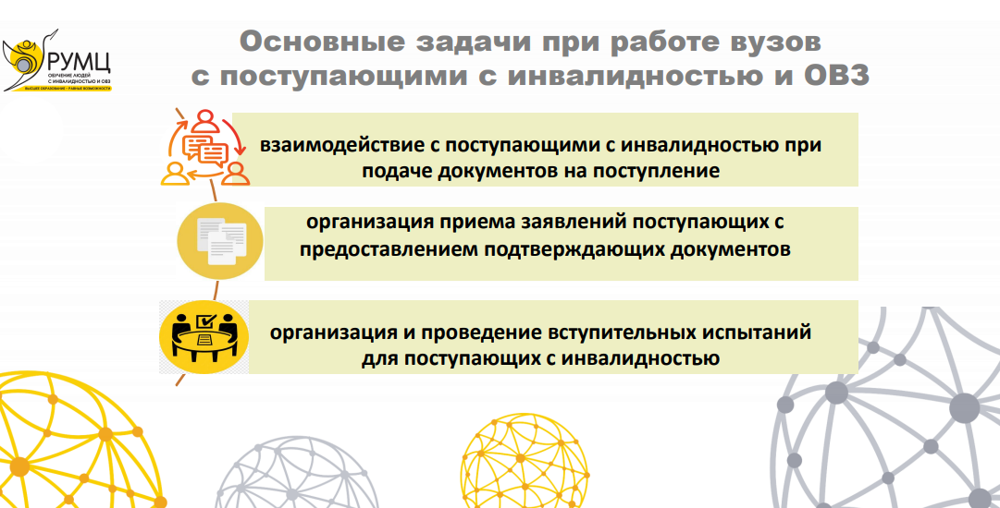 Основные задачи при работе вузов
с поступающими с инвалидностью и ОВЗ
РУМЦ
ОБУЧЕНИЕ ЛЮДЕЙ
С ИНВАЛИДНОСТЬЮ И ОВЗ
ВЫСШЕЕ ОБРАЗОВАНИЕ - РАВНЫЕ ВОЗМОЖНОСТИ
взаимодействие с поступающими с инвалидностью при
подаче документов на поступление
организация приема заявлений поступающих с
предоставлением подтверждающих документов
организация и проведение вступительных испытаний
для поступающих с инвалидностью